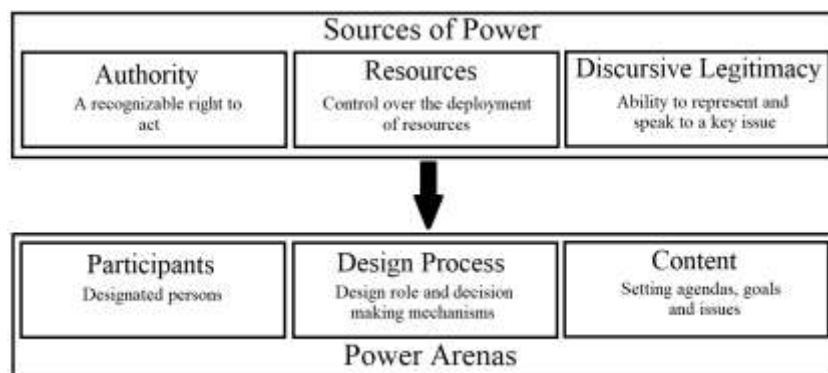 Sources of Power
Authority
A recognizable right to
act
Resources
Control over the deployment
of resources
Discursive Legitimacy
Ability to represent and
speak to a key issue
Participants
Designated persons
Design Process
Design role and decision
making mechanisms
Content
Setting agendas, goals
and issues
Power Arenas